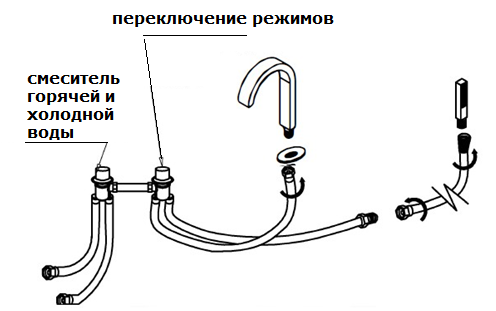 переключение режимов
смеситель
горячей и
холодной
воды